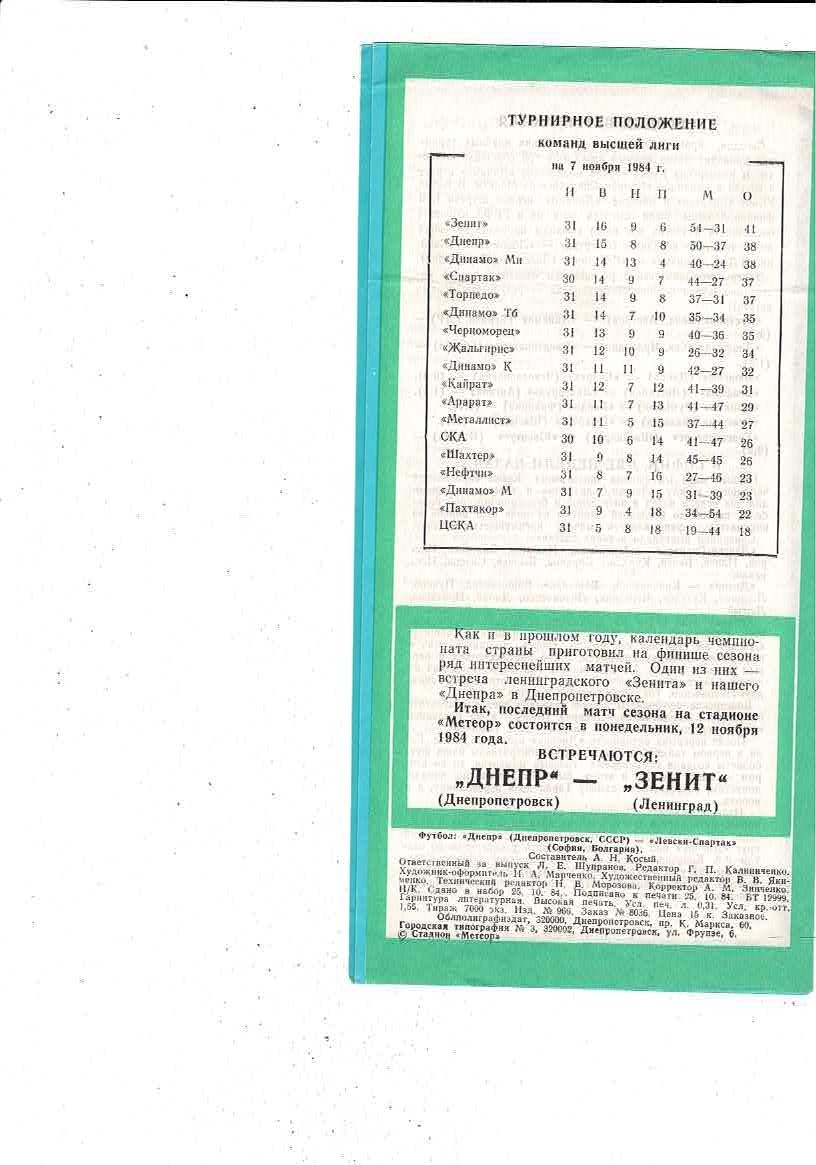 ТУРНИРНОЕ ПОЛОЖЕНИЕ
команд высшей лиги
на 7 ноября 1984 г.
И В Н П М О
«Зенит» 31 16 9 6 54—31 41
«Днепр» 31 15 8 8 50—37 38
«Динамо» Мн 31 14 13 4 40—24 38
«Спартак» 30 14 9 7 44—27 37
«Торпедо» 31 14 9 8 37—31 37
«Динамо» Тб 31 14 7 10 35—34 35
«Черноморец» 31 13 9 9 40—36 35
«Жальгирис» 31 12 10 9 26—32 34
«Динамо» К 31 11 11 9 42—27 32
«Кайрат» 31 12 7 12 41—39 31
«Арарат» 31 11 7 13 41—47 29
«Металлист» 31 11 5 15 37—44 27
СКА 30 10 6 14 41—47 26
«Шахтер» 31 9 8 14 45—45 26
«Нефтчи» 31 8 7 16 27—46 23
«Динамо» М 31 7 9 15 31—39 23
«Пахтакор» 31 9 4 18 34—54 22
ЦСКА 31 5 8 18 19—44 18
Как и в прошлом году, календарь чемпио-
ната страны приготовил на финише сезона
ряд интереснейших матчей. Один из них —
встреча ленинградского «Зенита» и нашего
«Днепра» в Днепропетровске.
Итак, последний матч сезона на стадионе
«Метеор» состоится в понедельник, 12 ноября
1984 года.
ВСТРЕЧАЮТСЯ:
„ДНЕПР“ — „ЗЕНИТ“
(Днепропетровск) (Ленинград)
Футбол: «Днепр» (Днепропетровск, СССР) — «Левски-Спартак»
(София, Болгария).
Составитель А. Н. Косый.
Ответственный за выпуск Л. Е. Шупранов. Редактор Г. П. Калиниченко.
Художник-оформитель Н. А. Марченко. Художественный редактор В. В. Яки-
менко. Технический редактор Н. В. Морозова. Корректор А. М. Зинченко.
Н/К. Сдано в набор 25. 10. 84. Подписано к печати 25. 10. 84. БТ 12999.
Гарнитура литературная. Высокая печать. Усл. печ. л. 0,31. Усл. кр.-отт.
1,55. Тираж 7000 экз. Изд. № 966. Заказ № 8036. Цена 15 к. Заказное.
Облполиграфиздат, 320000, Днепропетровск, пр. К. Маркса, 60.
Городская типография № 3, 320002, Днепропетровск, ул. Фрунзе, 6.
© Стадион «Метеор»